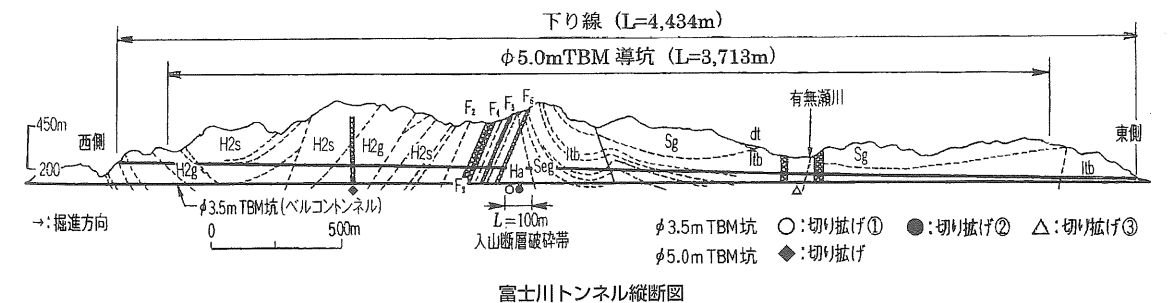 下り線 (L=4,434m)
φ5.0mTBM 導坑 (L=3,713m)
有無瀬川
450m
200
西側
東側
H2g
H2s
H2s
H2g
H2s
F2
F4
F3
F5
F1
Ha
Seg
Itb
Sg
dt
Itb
Sg
Itb
φ3.5mTBM坑(ベルコントンネル)
→:掘進方向
0
500m
L=100m
入山断層破砕帯
φ3.5mTBM坑 ○:切り拡げ① ●:切り拡げ② △:切り拡げ③
φ5.0mTBM坑 ◆:切り拡げ
富士川トンネル縦断図